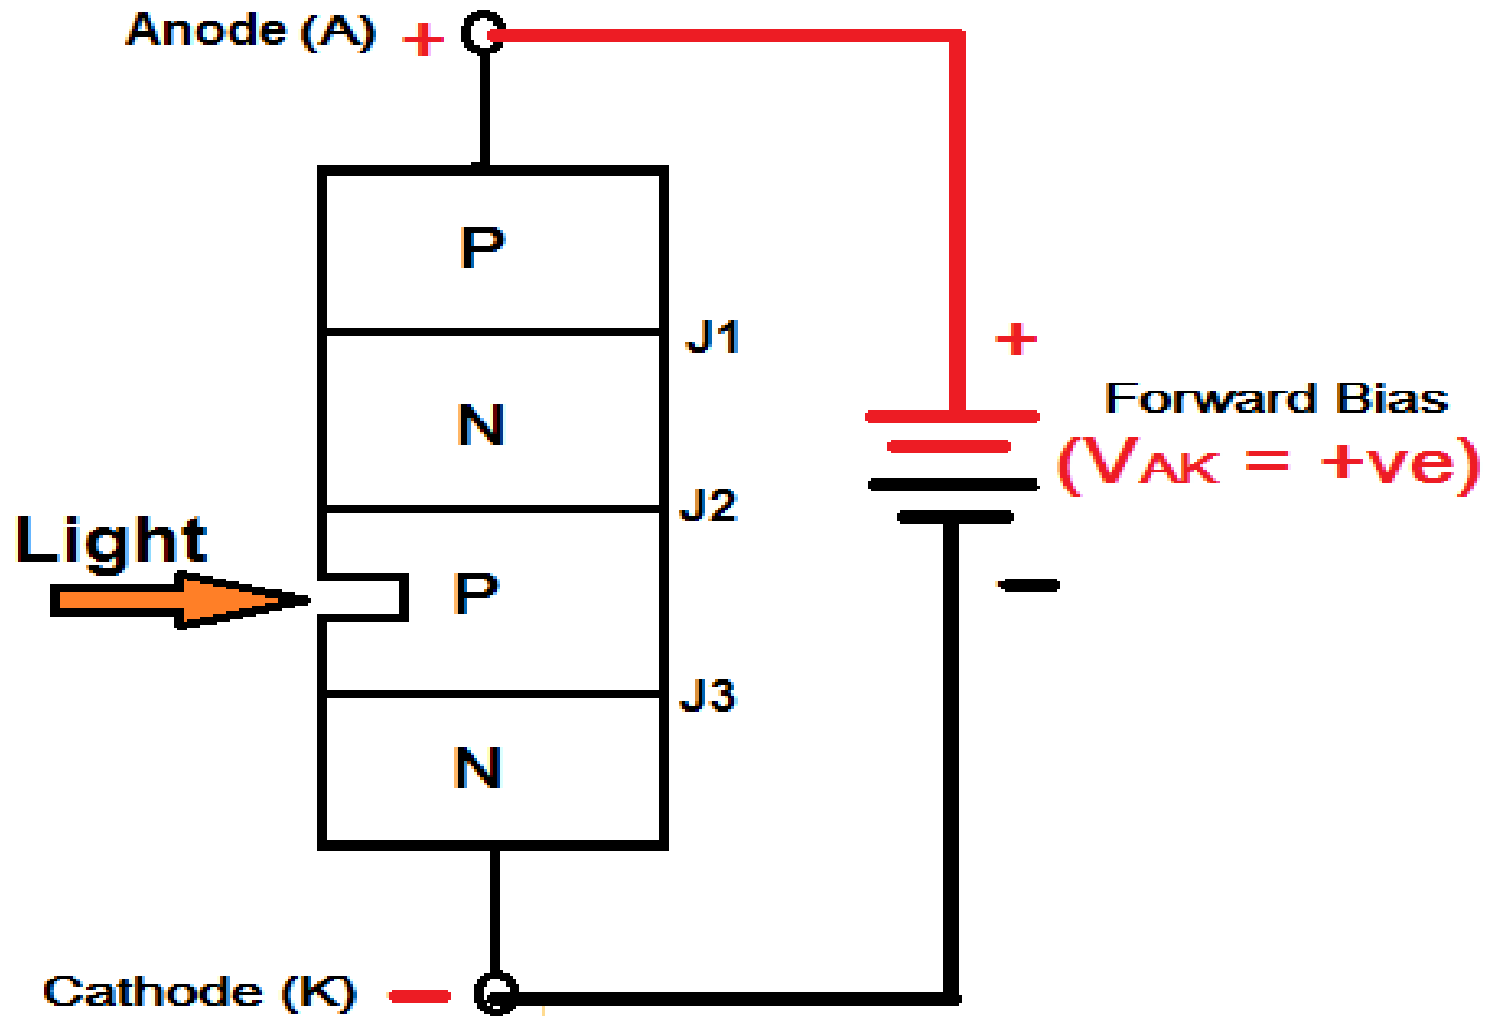 Anode (A) +
P
J1
+
Forward Bias
(VAK = +ve)
N
J2
Light
P
–
J3
N
Cathode (K) –